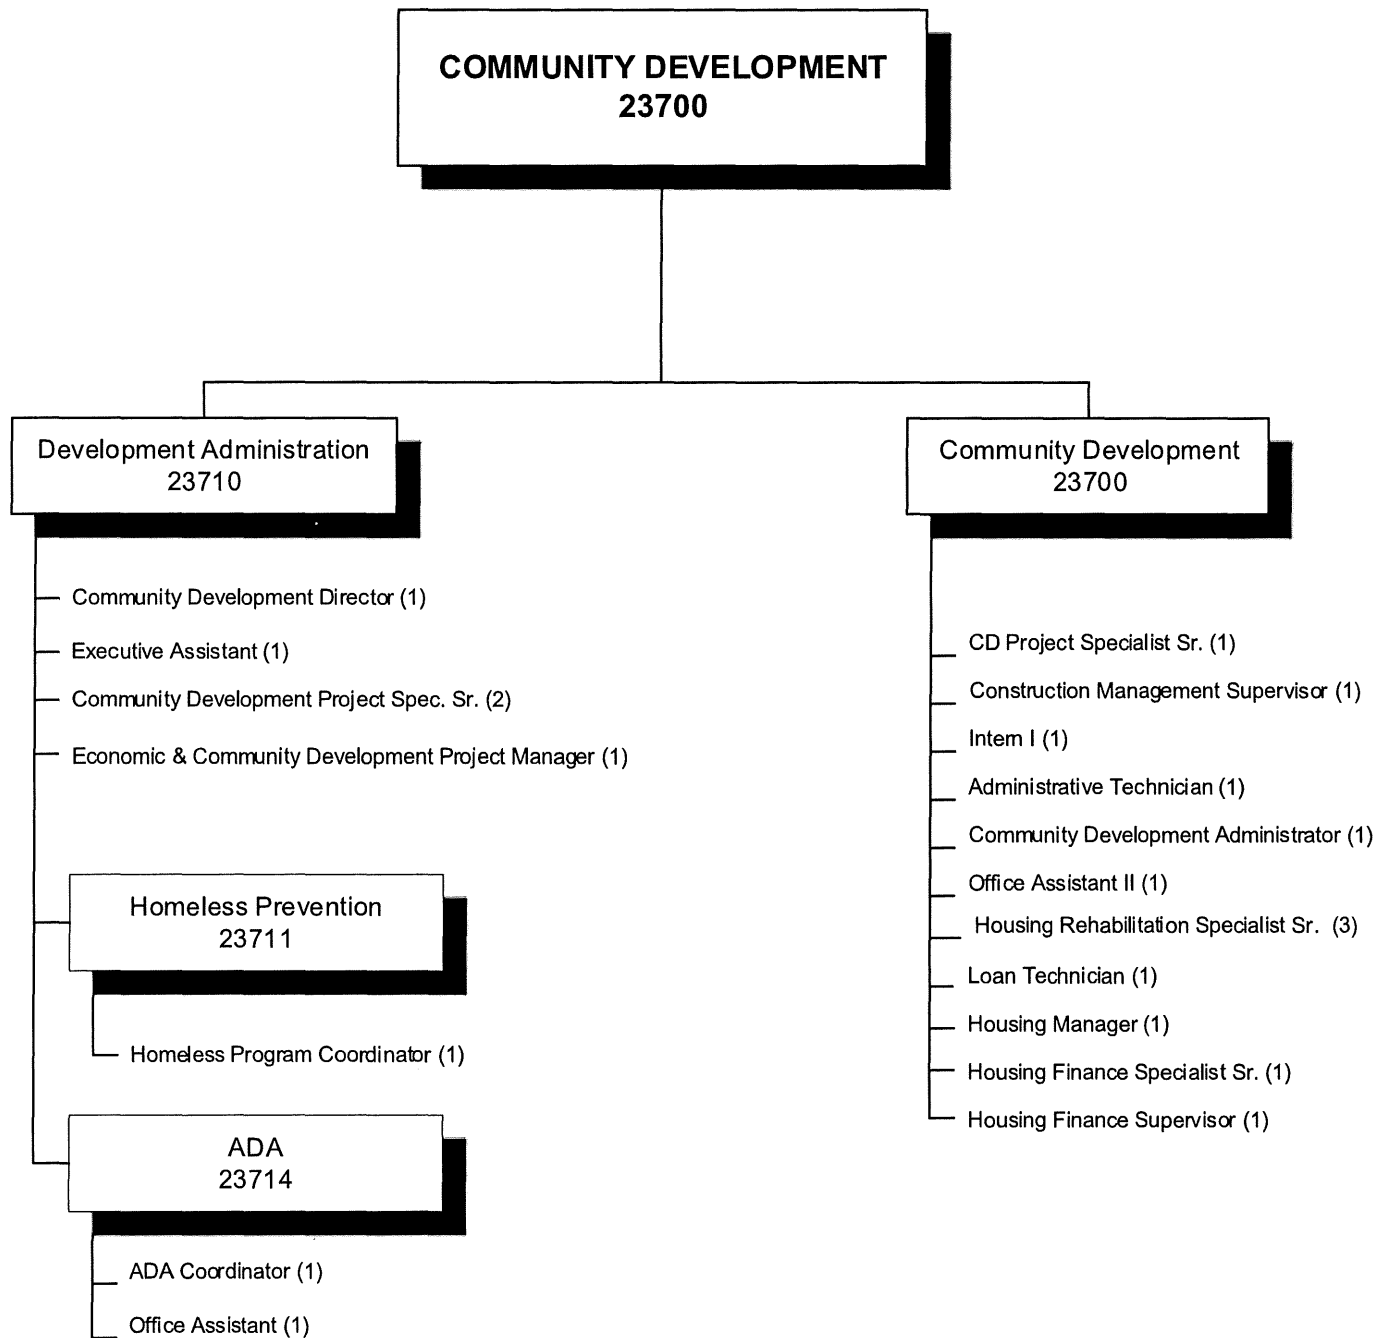 COMMUNITY DEVELOPMENT
23700
Development Administration
23710
Community Development Director (1)
Executive Assistant (1)
Community Development Project Spec. Sr. (2)
Economic & Community Development Project Manager (1)
Homeless Prevention
23711
Homeless Program Coordinator (1)
ADA
23714
ADA Coordinator (1)
Office Assistant (1)
Community Development
23700
CD Project Specialist Sr. (1)
Construction Management Supervisor (1)
Intern I (1)
Administrative Technician (1)
Community Development Administrator (1)
Office Assistant II (1)
Housing Rehabilitation Specialist Sr. (3)
Loan Technician (1)
Housing Manager (1)
Housing Finance Specialist Sr. (1)
Housing Finance Supervisor (1)